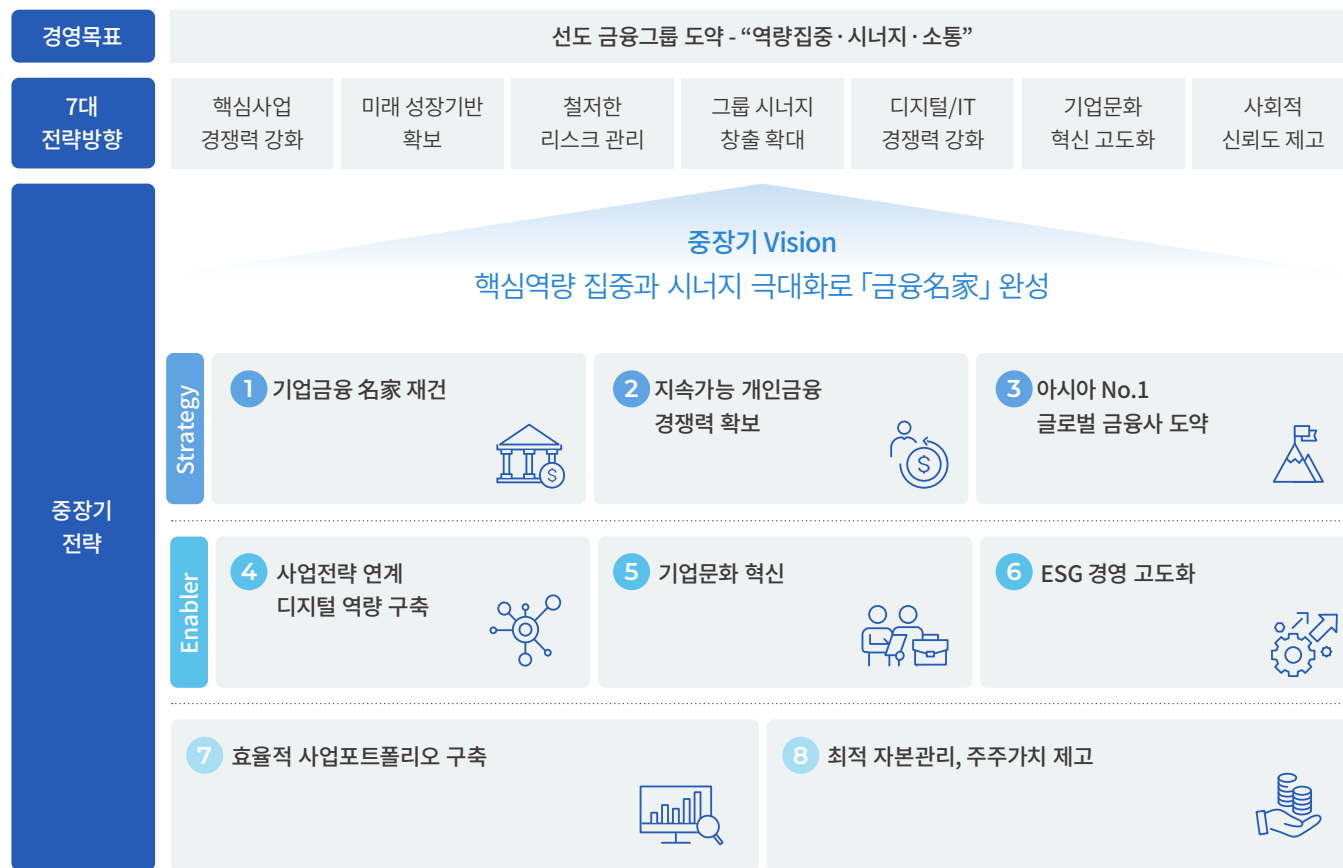 경영목표
선도 금융그룹 도약 - “역량집중 · 시너지 · 소통”
7대
전략방향
핵심사업
경쟁력 강화
미래 성장기반
확보
철저한
리스크 관리
그룹 시너지
창출 확대
디지털/IT
경쟁력 강화
기업문화
혁신 고도화
사회적
신뢰도 제고
중장기
전략
중장기 Vision
핵심역량 집중과 시너지 극대화로 「금융名家」 완성
Strategy
1 기업금융 名家 재건
2 지속가능 개인금융
경쟁력 확보
3 아시아 No.1
글로벌 금융사 도약
Enabler
4 사업전략 연계
디지털 역량 구축
5 기업문화 혁신
6 ESG 경영 고도화
7 효율적 사업포트폴리오 구축
8 최적 자본관리, 주주가치 제고